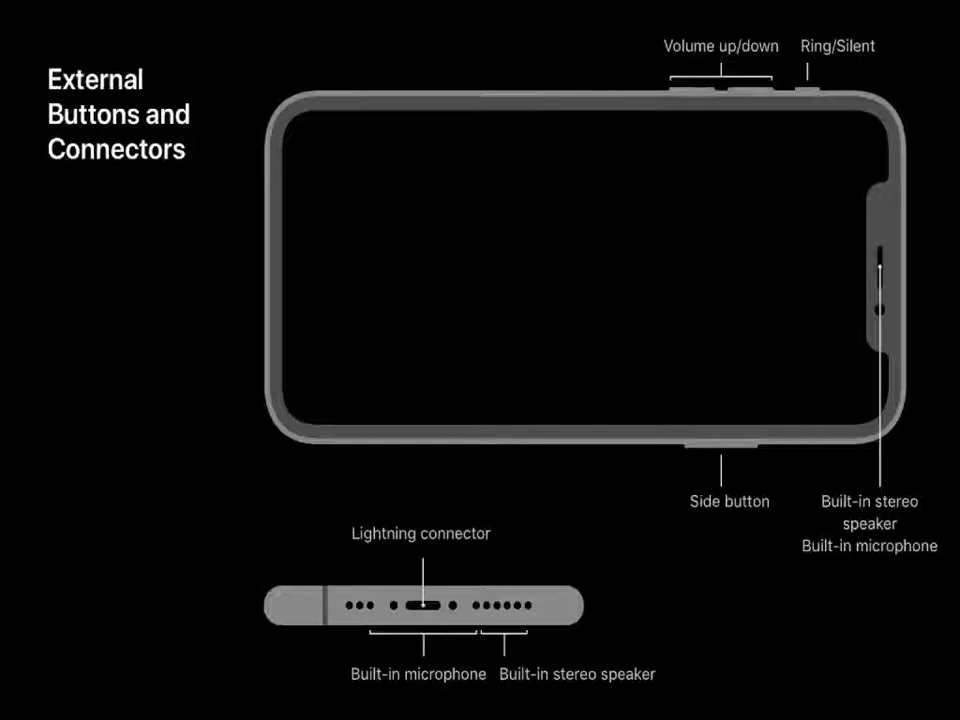 External
Buttons and
Connectors
Volume up/down
Ring/Silent
Side button
Built-in stereo
speaker
Built-in microphone
Lightning connector
Built-in microphone
Built-in stereo speaker